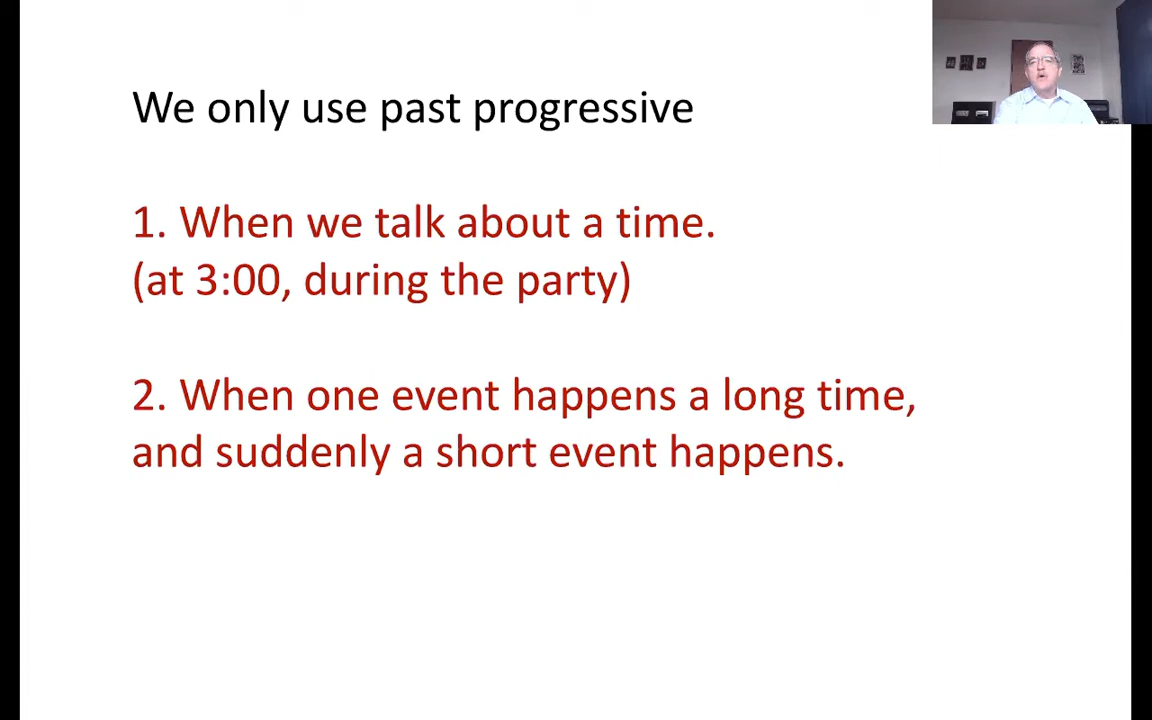 We only use past progressive
1. When we talk about a time.
(at 3:00, during the party)
2. When one event happens a long time,
and suddenly a short event happens.